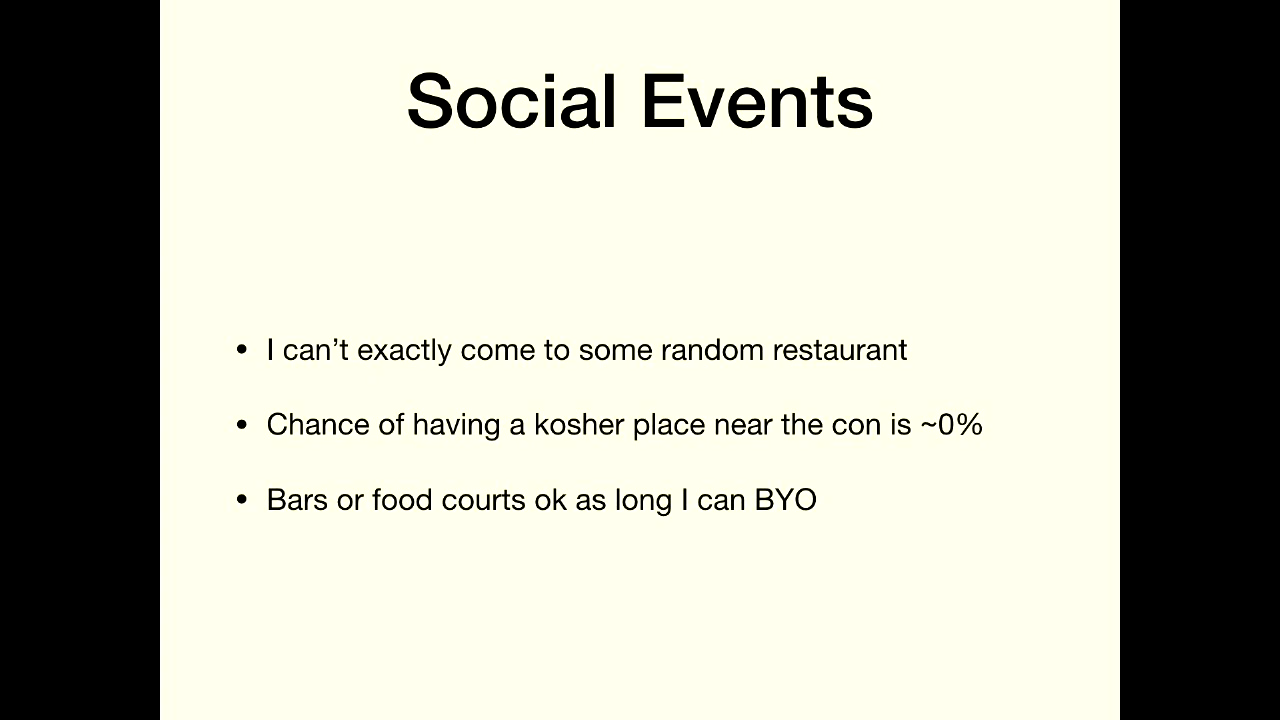 Social Events
• I can’t exactly come to some random restaurant
• Chance of having a kosher place near the con is ~0%
• Bars or food courts ok as long I can BYO